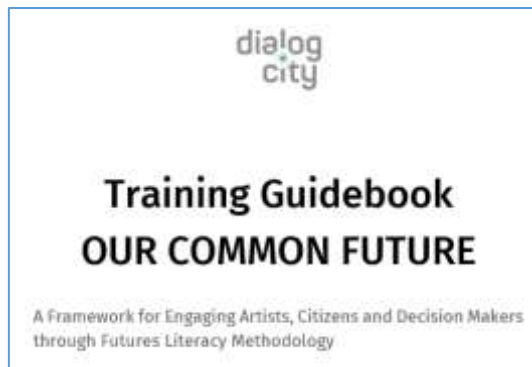 dialog
city
Training Guidebook
OUR COMMON FUTURE
A Framework for Engaging Artists, Citizens and Decision Makers
through Futures Literacy Methodology